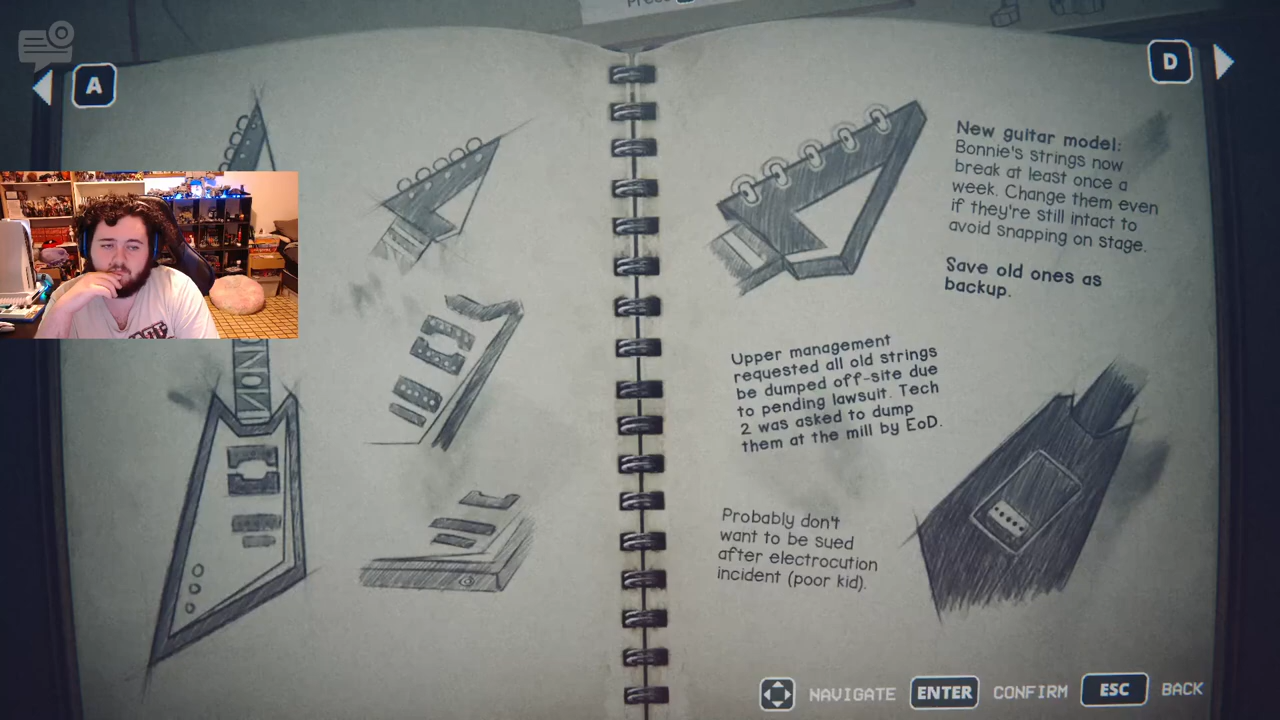 A
D
New guitar model:
Bonnie's strings now
break at least once a
week. Change them even
if they're still intact to
avoid snapping on stage.
Save old ones as
backup.
Upper management
requested all old strings
be dumped off-site due
to pending lawsuit. Tech
2 was asked to dump
them at the mill by EoD.
Probably don't
want to be sued
after electrocution
incident (poor kid).
NAVIGATE ENTER CONFIRM ESC BACK